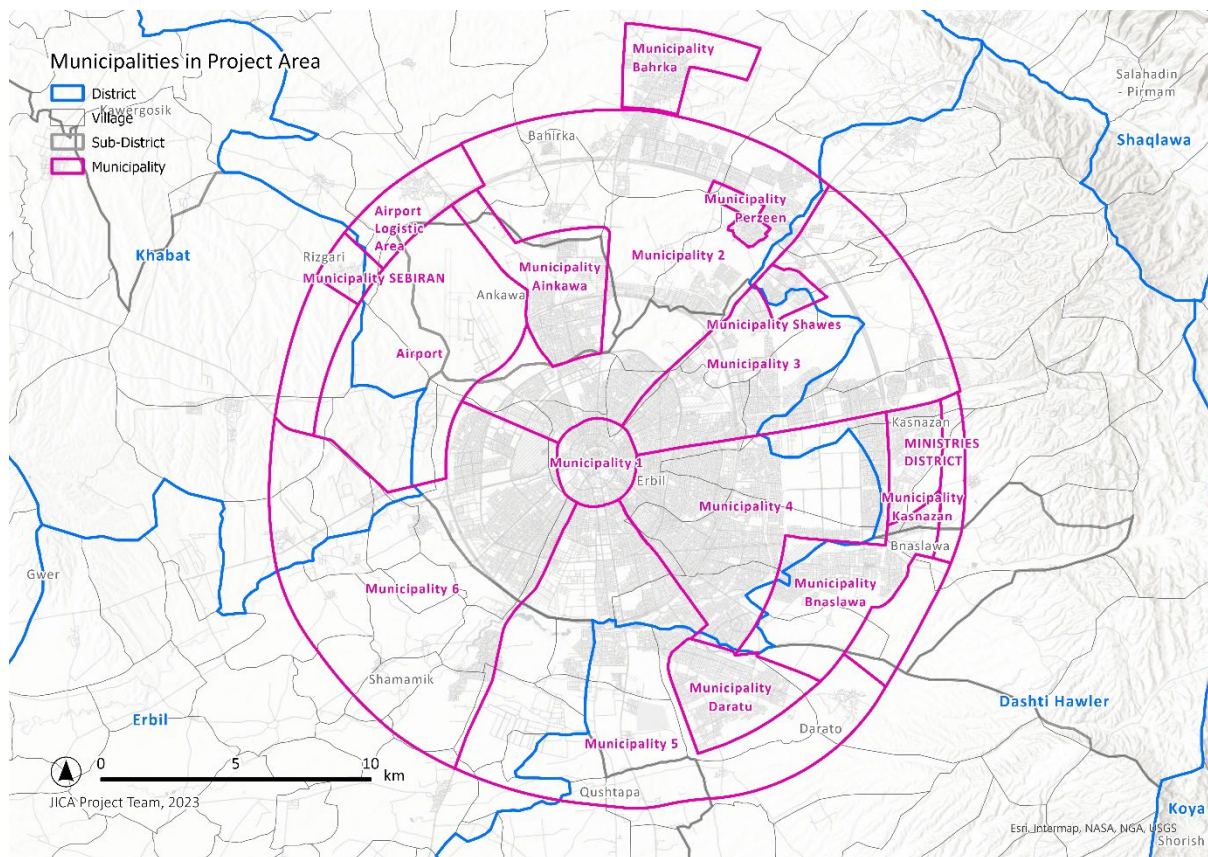 Municipalities in Project Area
District
Kawergosik
Village
Sub-District
Municipality
Municipality
Bahrka
Salahadin
- Pirmam
Shaqlawa
Bahirka
Municipality
Perzeen
Airport
Logistic
Area
Khabat
Rizgari
Municipality SEBIRAN
Municipality 2
Municipality
Ainkawa
Ankawa
Municipality Shawes
Airport
Municipality 3
Kasnazan
MINISTRIES
DISTRICT
Municipality 1
Erbil
Municipality 4
Municipality
Kasnazan
Bnaslawa
Gwer
Municipality 6
Municipality
Bnaslawa
Shamamik
Municipality
Daratu
Dashti Hawler
Erbil
Darato
Municipality 5
0 5 10
km
Qushtapa
JICA Project Team, 2023
Koya
Esri, Intermap, NASA, NGA, USGS
Shorish